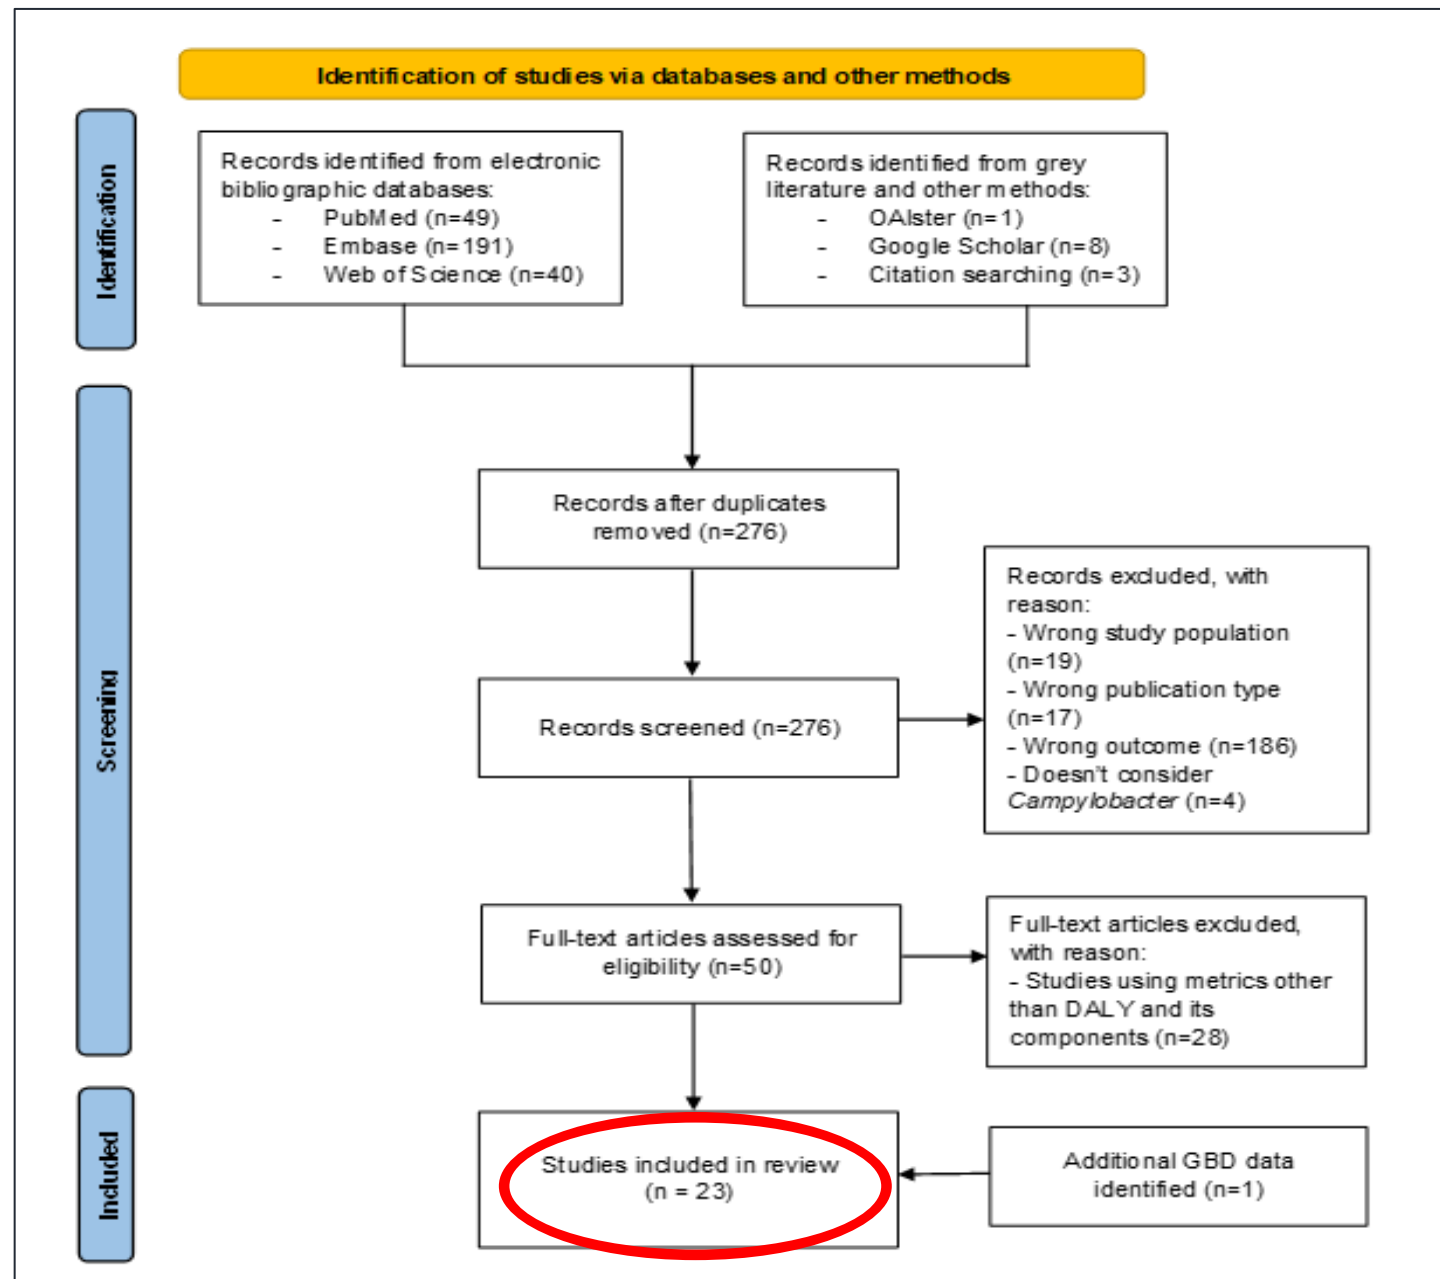 Identification of studies via databases and other methods
Identification
Records identified from electronic
bibliographic databases:
- PubMed (n=49)
- Embase (n=191)
- Web of Science (n=40)
Records identified from grey
literature and other methods:
- OAIster (n=1)
- Google Scholar (n=8)
- Citation searching (n=3)
Screening
Records after duplicates
removed (n=276)
Records screened (n=276)
Records excluded, with
reason:
- Wrong study population
(n=19)
- Wrong publication type
(n=17)
- Wrong outcome (n=186)
- Doesn't consider
Campylobacter (n=4)
Full-text articles assessed for
eligibility (n=50)
Full-text articles excluded,
with reason:
- Studies using metrics other
than DALY and its
components (n=28)
Included
Studies included in review
(n = 23)
Additional GBD data
identified (n=1)